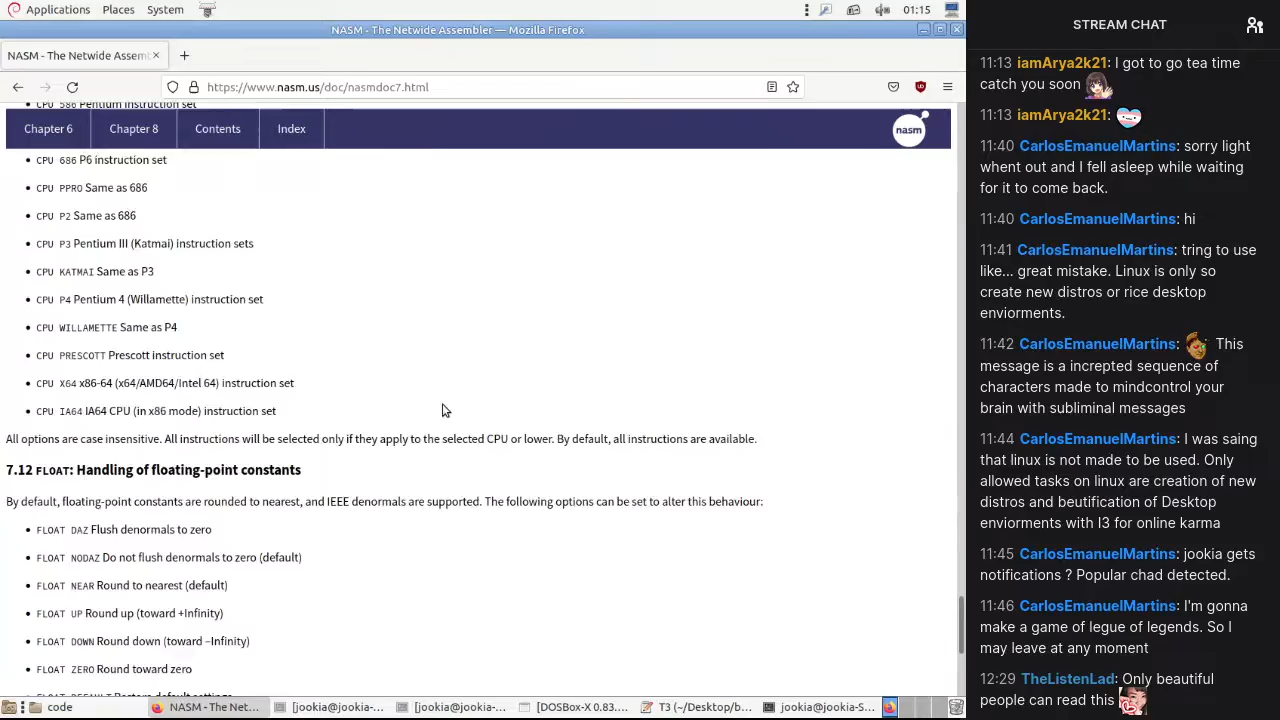 Applications Places System 01:15
NASM - The Netwide Assembler — Mozilla Firefox
NASM - The Netwide Assemb
https://www.nasm.us/doc/nasmdoc7.html
CPU 586 Pentium instruction set
Chapter 6 Chapter 8 Contents Index nasm
CPU 686 P6 instruction set
CPU PPRO Same as 686
CPU P2 Same as 686
CPU P3 Pentium III (Katmai) instruction sets
CPU KATMAI Same as P3
CPU P4 Pentium 4 (Willamette) instruction set
CPU WILLAMETTE Same as P4
CPU PRESCOTT Prescott instruction set
CPU X64 x86-64 (x64/AMD64/Intel 64) instruction set
CPU IA64 IA64 CPU (in x86 mode) instruction set
All options are case insensitive. All instructions will be selected only if they apply to the selected CPU or lower. By default, all instructions are available.
7.12 FLOAT: Handling of floating-point constants
By default, floating-point constants are rounded to nearest, and IEEE denormals are supported. The following options can be set to alter this behaviour:
FLOAT DAZ Flush denormals to zero
FLOAT NODAZ Do not flush denormals to zero (default)
FLOAT NEAR Round to nearest (default)
FLOAT UP Round up (toward +Infinity)
FLOAT DOWN Round down (toward –Infinity)
FLOAT ZERO Round toward zero
FLOAT DEFAULT Restore default settings
code NASM - The Net... [jookia@jookia-... [jookia@jookia-... [DOSBox-X 0.83.... T3 (~/Desktop/b... jookia@jookia-S...
STREAM CHAT
11:13 iamArya2k21: I got to go tea time
catch you soon
11:13 iamArya2k21:
11:40 CarlosEmanuelMartins: sorry light
whent out and I fell asleep while waiting
for it to come back.
11:40 CarlosEmanuelMartins: hi
11:41 CarlosEmanuelMartins: tring to use
like... great mistake. Linux is only so
create new distros or rice desktop
enviorments.
11:42 CarlosEmanuelMartins: This
message is a increpted sequence of
characters made to mindcontrol your
brain with subliminal messages
11:44 CarlosEmanuelMartins: I was saing
that linux is not made to be used. Only
allowed tasks on linux are creation of new
distros and beutification of Desktop
enviorments with I3 for online karma
11:45 CarlosEmanuelMartins: jookia gets
notifications ? Popular chad detected.
11:46 CarlosEmanuelMartins: I'm gonna
make a game of legue of legends. So I
may leave at any moment
12:29 TheListenLad: Only beautiful
people can read this